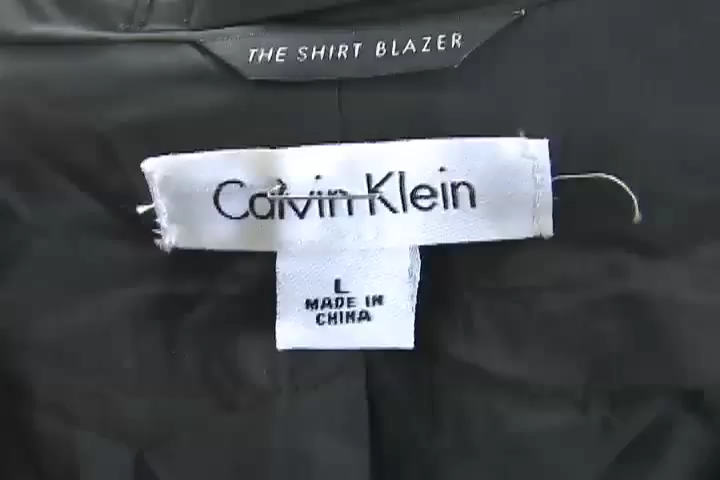 THE SHIRT BLAZER
Calvin Klein
L
MADE IN
CHINA